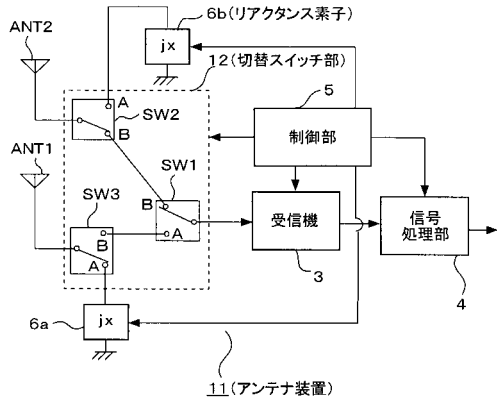 6b(リアクタンス素子)
ANT2
jx
12(切替スイッチ部)
A
SW2
B
5
制御部
ANT1
SW1
SW3
B
B
A
A
受信機
信号
処理部
3
4
6a
jx
11(アンテナ装置)